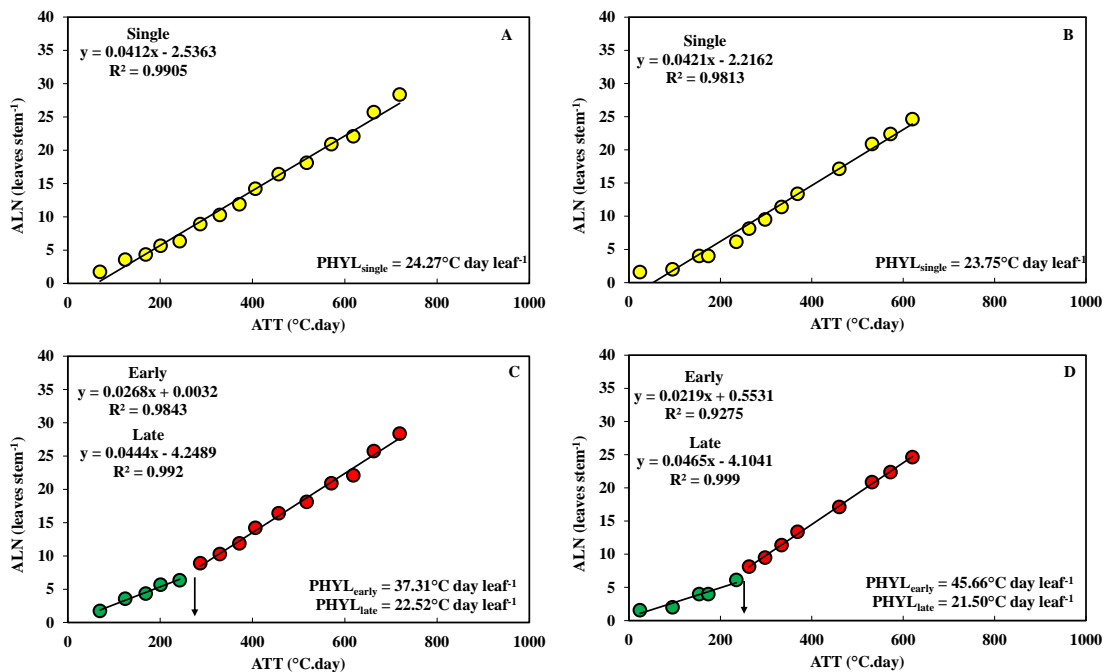 A
Single
y = 0.0412x - 2.5363
R² = 0.9905
40
35
30
25
20
15
10
5
0
ALN (leaves stem⁻¹)
PHYLsingle = 24.27°C day leaf⁻¹
0 200 400 600 800 1000
ATT (°C.day)
B
Single
y = 0.0421x - 2.2162
R² = 0.9813
40
35
30
25
20
15
10
5
0
ALN (leaves stem⁻¹)
PHYLsingle = 23.75°C day leaf⁻¹
0 200 400 600 800 1000
ATT (°C.day)
C
Early
y = 0.0268x + 0.0032
R² = 0.9843
Late
y = 0.0444x - 4.2489
R² = 0.992
40
35
30
25
20
15
10
5
0
ALN (leaves stem⁻¹)
PHYLearly = 37.31°C day leaf⁻¹
PHYLlate = 22.52°C day leaf⁻¹
0 200 400 600 800 1000
ATT (°C.day)
D
Early
y = 0.0219x + 0.5531
R² = 0.9275
Late
y = 0.0465x - 4.1041
R² = 0.999
40
35
30
25
20
15
10
5
0
ALN (leaves stem⁻¹)
PHYLearly = 45.66°C day leaf⁻¹
PHYLlate = 21.50°C day leaf⁻¹
0 200 400 600 800 1000
ATT (°C.day)